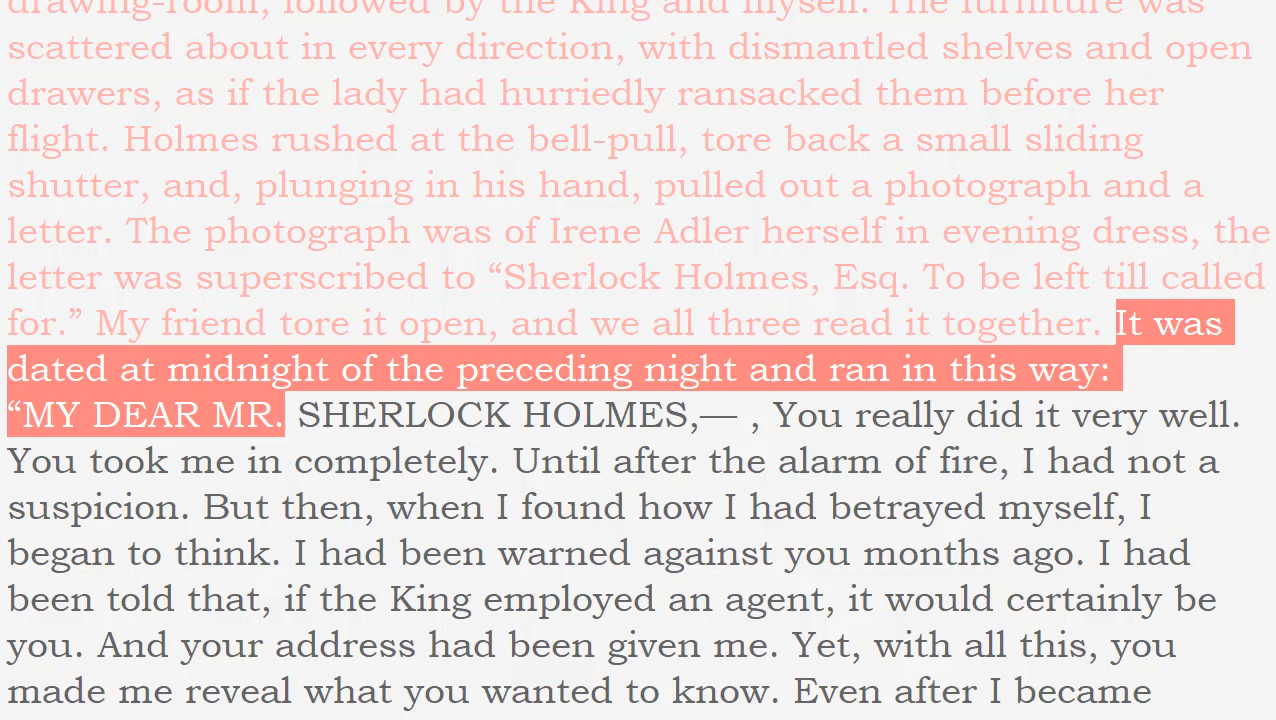 drawing-room, followed by the King and myself. The furniture was
scattered about in every direction, with dismantled shelves and open
drawers, as if the lady had hurriedly ransacked them before her
flight. Holmes rushed at the bell-pull, tore back a small sliding
shutter, and, plunging in his hand, pulled out a photograph and a
letter. The photograph was of Irene Adler herself in evening dress, the
letter was superscribed to “Sherlock Holmes, Esq. To be left till called
for.” My friend tore it open, and we all three read it together. It was
dated at midnight of the preceding night and ran in this way:
“MY DEAR MR. SHERLOCK HOLMES,— , You really did it very well.
You took me in completely. Until after the alarm of fire, I had not a
suspicion. But then, when I found how I had betrayed myself, I
began to think. I had been warned against you months ago. I had
been told that, if the King employed an agent, it would certainly be
you. And your address had been given me. Yet, with all this, you
made me reveal what you wanted to know. Even after I became